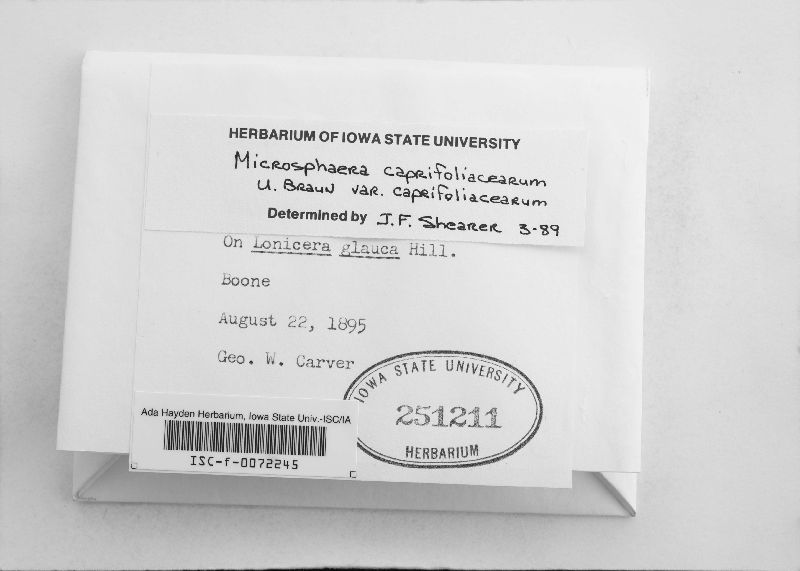 HERBARIUM OF IOWA STATE UNIVERSITY
Microsphaera caprifoliacearum
U. Braun var. caprifoliacearum
Determined by J.F. Shearer 3-89
On Lonicera glauca Hill.
Boone
August 22, 1895
Geo. W. Carver
IOWA STATE UNIVERSITY
251211
HERBARIUM
Ada Hayden Herbarium, Iowa State Univ.-ISC/IA
ISC-f-0072245